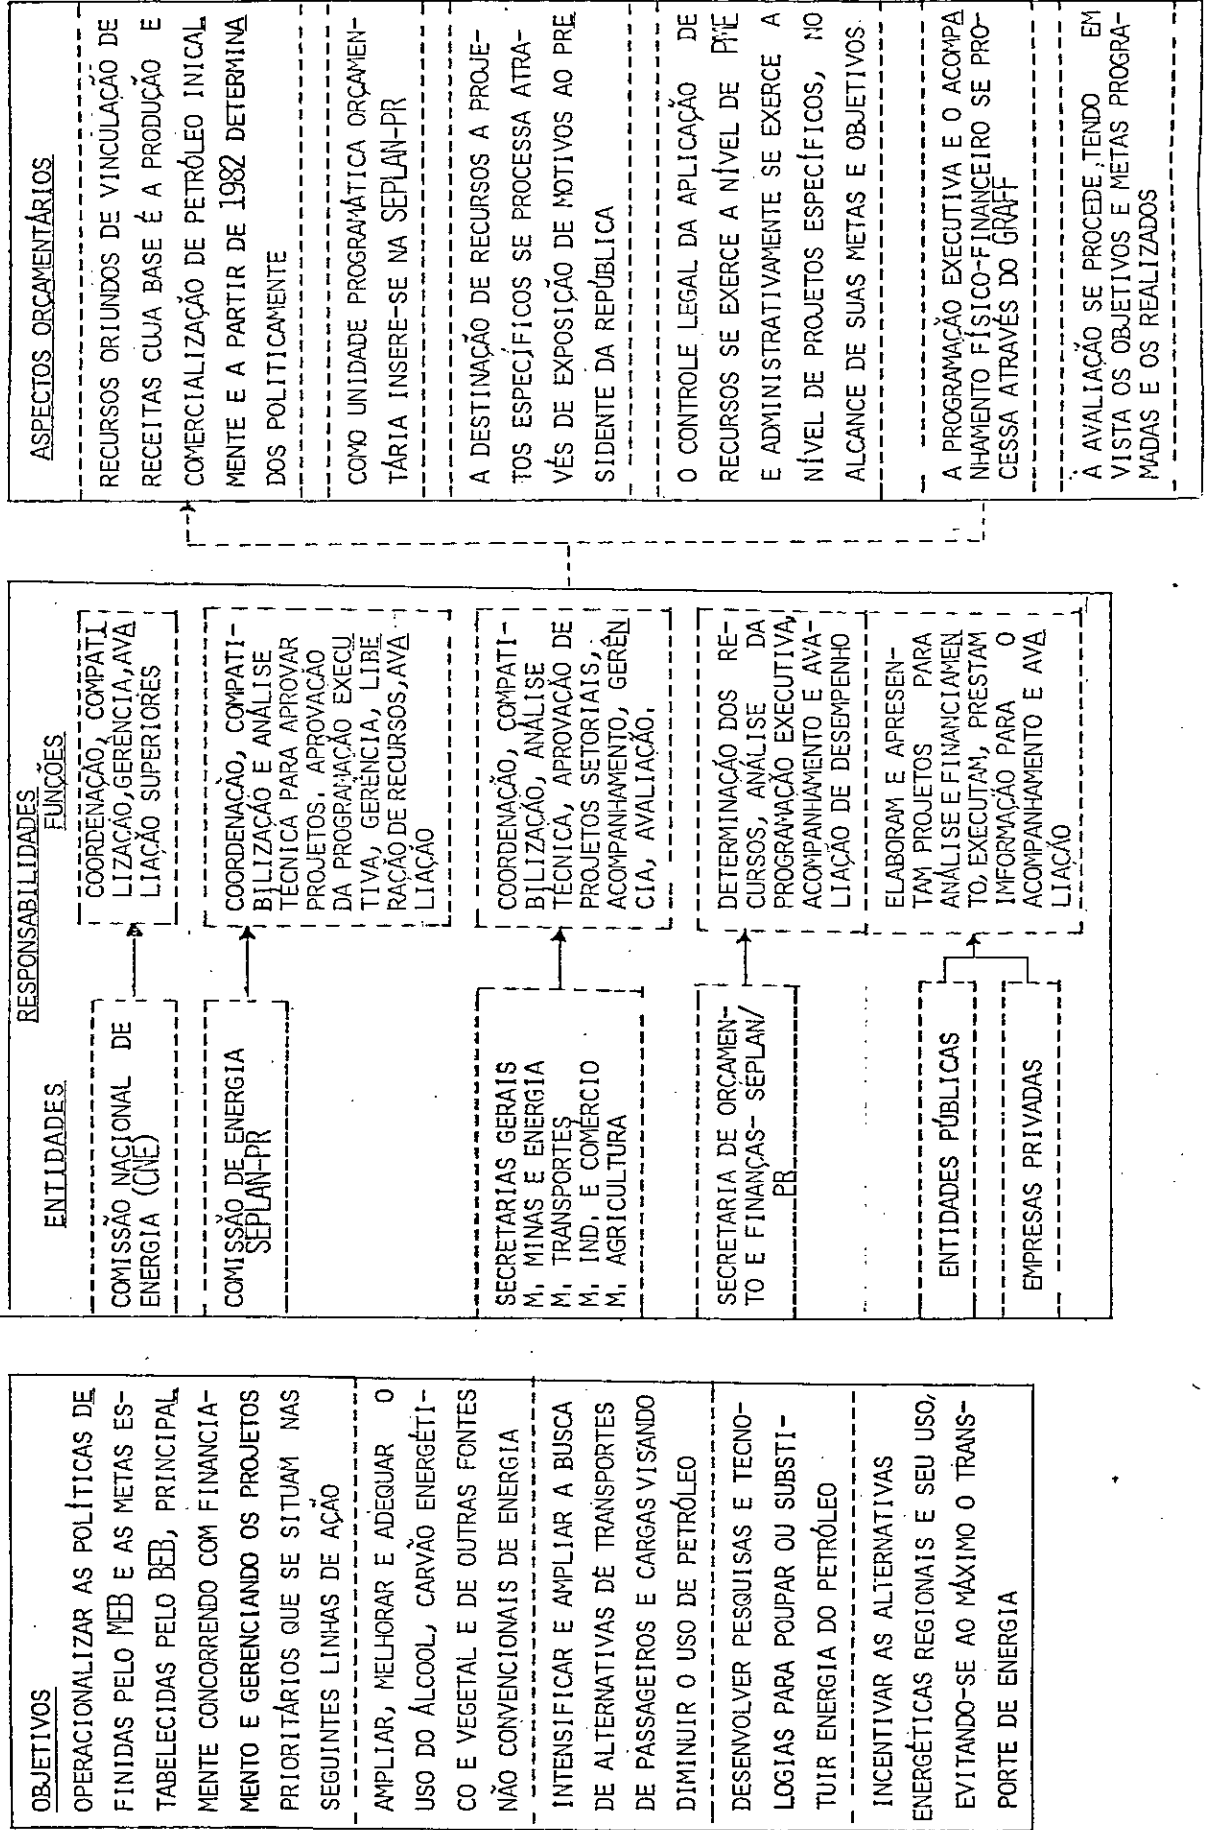 OBJETIVOS
OPERACIONALIZAR AS POLÍTICAS DE
FINIDAS PELO MEB E AS METAS ES-
TABELECIDAS PELO BEB, PRINCIPAL
MENTE CONCORRENDO COM FINANCIA-
MENTO E GERENCIANDO OS PROJETOS
PRIORITÁRIOS QUE SE SITUAM NAS
SEGUINTES LINHAS DE AÇÃO
AMPLIAR, MELHORAR E ADEQUAR O
USO DO ÁLCOOL, CARVÃO ENERGÉTI-
CO E VEGETAL E DE OUTRAS FONTES
NÃO CONVENCIONAIS DE ENERGIA
INTENSIFICAR E AMPLIAR A BUSCA
DE ALTERNATIVAS DE TRANSPORTES
DE PASSAGEIROS E CARGAS VISANDO
DIMINUIR O USO DE PETRÓLEO
DESENVOLVER PESQUISAS E TECNO-
LOGIAS PARA POUPAR OU SUBSTI-
TUIR ENERGIA DO PETRÓLEO
INCENTIVAR AS ALTERNATIVAS
ENERGÉTICAS REGIONAIS E SEU USO,
EVITANDO-SE AO MÁXIMO O TRANS-
PORTE DE ENERGIA
RESPONSABILIDADES
ENTIDADES
FUNÇÕES
COMISSÃO NACIONAL DE
ENERGIA (CNE)
COORDENAÇÃO, COMPATI
LIZAÇÃO, GERÊNCIA, AVA
LIAÇÃO SUPERIORES
COMISSÃO DE ENERGIA
SEPLAN-PR
COORDENAÇÃO, COMPATI-
BILIZAÇÃO E ANÁLISE
TÉCNICA PARA APROVAR
PROJETOS. APROVAÇÃO
DA PROGRAMAÇÃO EXECU
TIVA, GERÊNCIA, LIBE
RAÇÃO DE RECURSOS, AVA
LIAÇÃO
SECRETARIAS GERAIS
M. MINAS E ENERGIA
M. TRANSPORTES
M. IND. E COMÉRCIO
M. AGRICULTURA
COORDENAÇÃO, COMPATI-
BILIZAÇÃO, ANÁLISE
TÉCNICA, APROVAÇÃO DE
PROJETOS SETORIAIS,
ACOMPANHAMENTO, GERÊN
CIA, AVALIAÇÃO.
SECRETARIA DE ORÇAMEN-
TO E FINANÇAS- SEPLAN/
PR
DETERMINAÇÃO DOS RE-
CURSOS, ANÁLISE DA
PROGRAMAÇÃO EXECUTIVA,
ACOMPANHAMENTO E AVA-
LIAÇÃO DE DESEMPENHO
ENTIDADES PÚBLICAS
EMPRESAS PRIVADAS
ELABORAM E APRESEN-
TAM PROJETOS PARA
ANÁLISE E FINANCIAMEN
TO, EXECUTAM, PRESTAM
IMFORMAÇÃO PARA O
ACOMPANHAMENTO E AVA
LIAÇÃO
ASPECTOS ORÇAMENTÁRIOS
RECURSOS ORIUNDOS DE VINCULAÇÃO DE
RECEITAS CUJA BASE É A PRODUÇÃO E
COMERCIALIZAÇÃO DE PETRÓLEO INICAL
MENTE E A PARTIR DE 1982 DETERMINA
DOS POLITICAMENTE
COMO UNIDADE PROGRAMÁTICA ORÇAMEN-
TÁRIA INSERE-SE NA SEPLAN-PR
A DESTINAÇÃO DE RECURSOS A PROJE-
TOS ESPECÍFICOS SE PROCESSA ATRA-
VÉS DE EXPOSIÇÃO DE MOTIVOS AO PRE
SIDENTE DA REPÚBLICA
O CONTROLE LEGAL DA APLICAÇÃO DE
RECURSOS SE EXERCE A NÍVEL DE PME
E ADMINISTRATIVAMENTE SE EXERCE A
NÍVEL DE PROJETOS ESPECÍFICOS, NO
ALCANCE DE SUAS METAS E OBJETIVOS
A PROGRAMAÇÃO EXECUTIVA E O ACOMPA
NHAMENTO FÍSICO-FINANCEIRO SE PRO-
CESSA ATRAVÉS DO GRAFF
À AVALIAÇÃO SE PROCEDE, TENDO EM
VISTA OS OBJETIVOS E METAS PROGRA-
MADAS E OS REALIZADOS